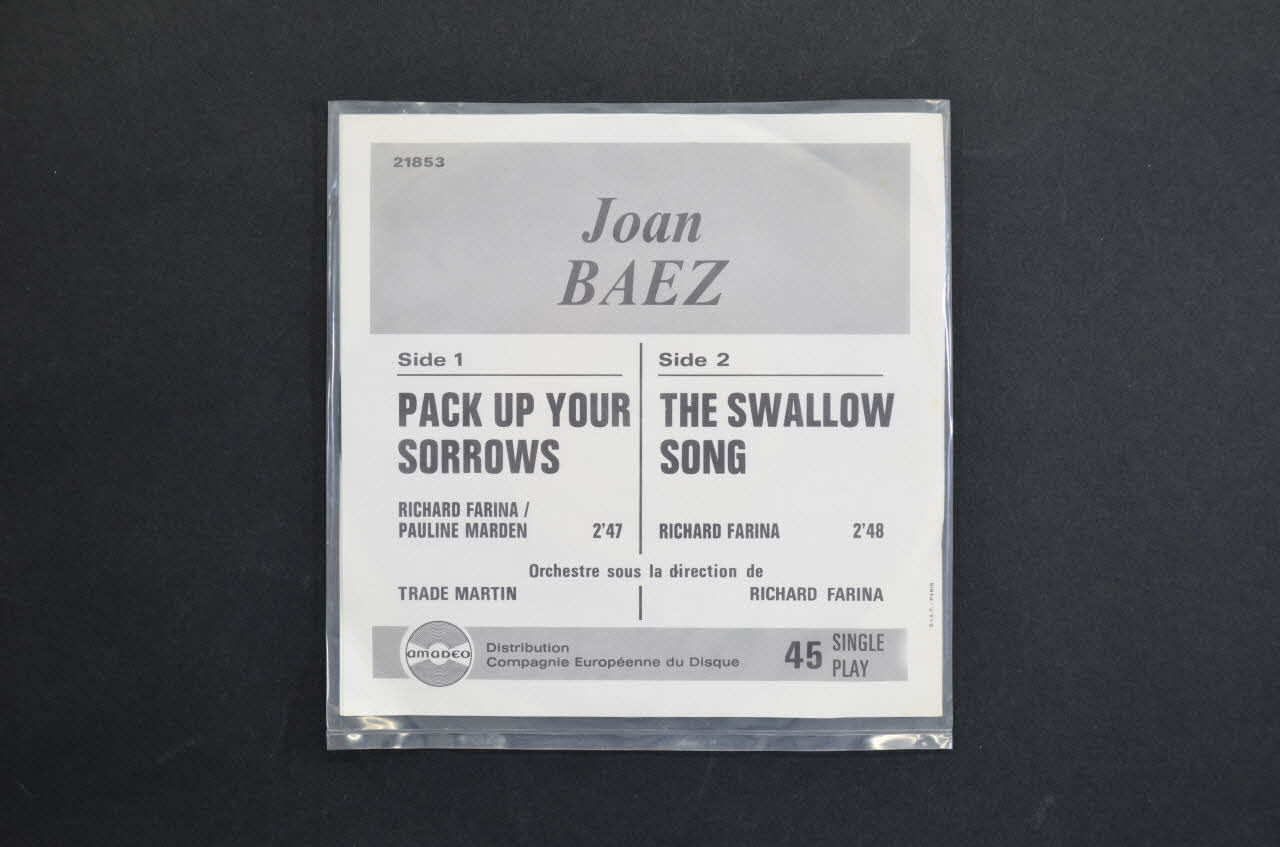 21853
Joan
BAEZ
Side 1
PACK UP YOUR
SORROWS
RICHARD FARINA /
PAULINE MARDEN 2'47
Side 2
THE SWALLOW
SONG
RICHARD FARINA 2'48
Orchestre sous la direction de
TRADE MARTIN
RICHARD FARINA
amadeo
Distribution
Compagnie Européenne du Disque
45 SINGLE
PLAY